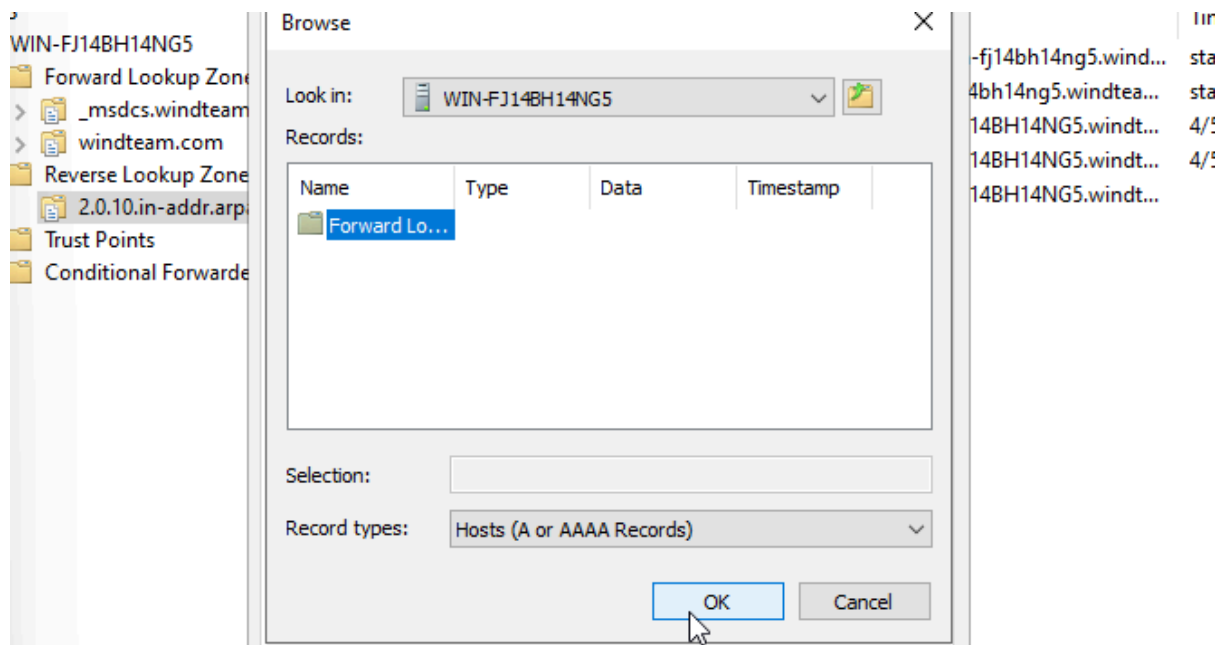 Browse
WIN-FJ14BH14NG5
Forward Lookup Zone
_msdcs.windteam
windteam.com
Reverse Lookup Zone
2.0.10.in-addr.arpa
Trust Points
Conditional Forwarde
Look in:
WIN-FJ14BH14NG5
Records:
Name Type Data Timestamp
Forward Lo...
Selection:
Record types:
Hosts (A or AAAA Records)
OK Cancel
Tim
-fj14bh14ng5.wind... sta
4bh14ng5.windtea... sta
14BH14NG5.windt... 4/5
14BH14NG5.windt... 4/5
14BH14NG5.windt...